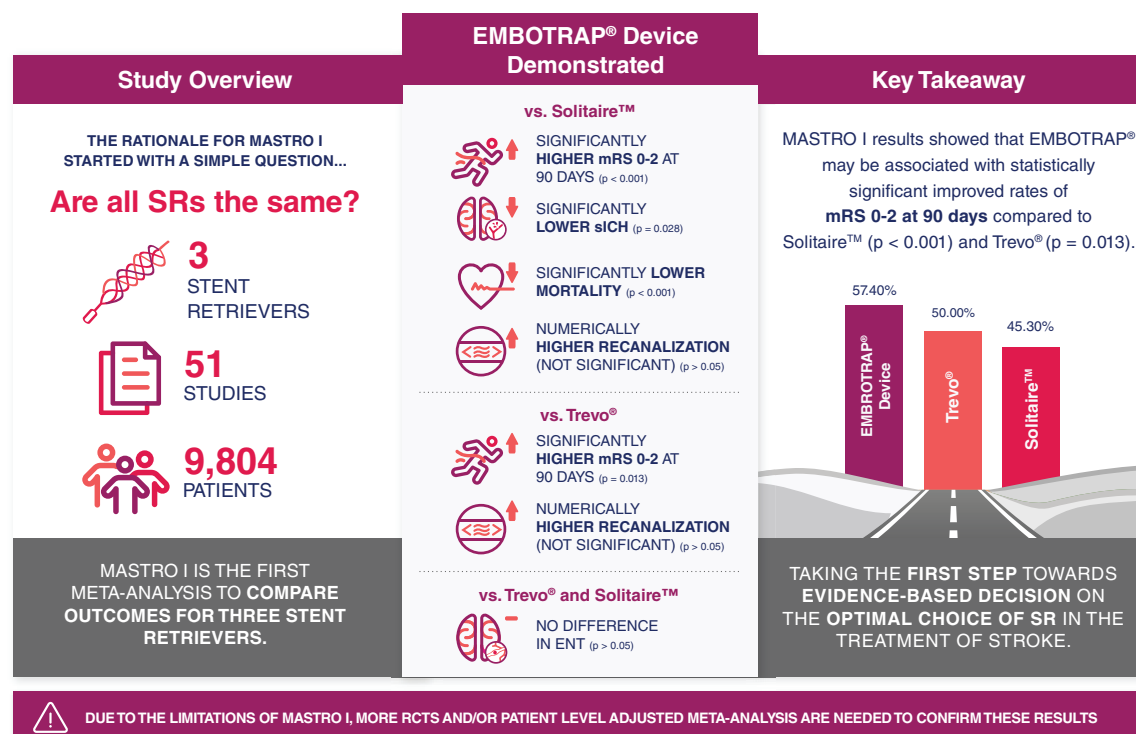 Study Overview
THE RATIONALE FOR MASTRO I
STARTED WITH A SIMPLE QUESTION...
Are all SRs the same?
3
STENT
RETRIEVERS
51
STUDIES
9,804
PATIENTS
MASTRO I IS THE FIRST
META-ANALYSIS TO COMPARE
OUTCOMES FOR THREE STENT
RETRIEVERS.
EMBOTRAP® Device
Demonstrated
vs. Solitaire™
SIGNIFICANTLY
HIGHER mRS 0-2 AT
90 DAYS (p < 0.001)
SIGNIFICANTLY
LOWER sICH (p = 0.028)
SIGNIFICANTLY LOWER
MORTALITY (p < 0.001)
NUMERICALLY
HIGHER RECANALIZATION
(NOT SIGNIFICANT) (p > 0.05)
vs. Trevo®
SIGNIFICANTLY
HIGHER mRS 0-2 AT
90 DAYS (p = 0.013)
NUMERICALLY
HIGHER RECANALIZATION
(NOT SIGNIFICANT) (p > 0.05)
vs. Trevo® and Solitaire™
NO DIFFERENCE
IN ENT (p > 0.05)
Key Takeaway
MASTRO I results showed that EMBOTRAP®
may be associated with statistically
significant improved rates of
mRS 0-2 at 90 days compared to
Solitaire™ (p < 0.001) and Trevo® (p = 0.013).
57.40%
50.00%
45.30%
EMBROTRAP®
Device
Trevo®
Solitaire™
TAKING THE FIRST STEP TOWARDS
EVIDENCE-BASED DECISION ON
THE OPTIMAL CHOICE OF SR IN THE
TREATMENT OF STROKE.
DUE TO THE LIMITATIONS OF MASTRO I, MORE RCTS AND/OR PATIENT LEVEL ADJUSTED META-ANALYSIS ARE NEEDED TO CONFIRM THESE RESULTS